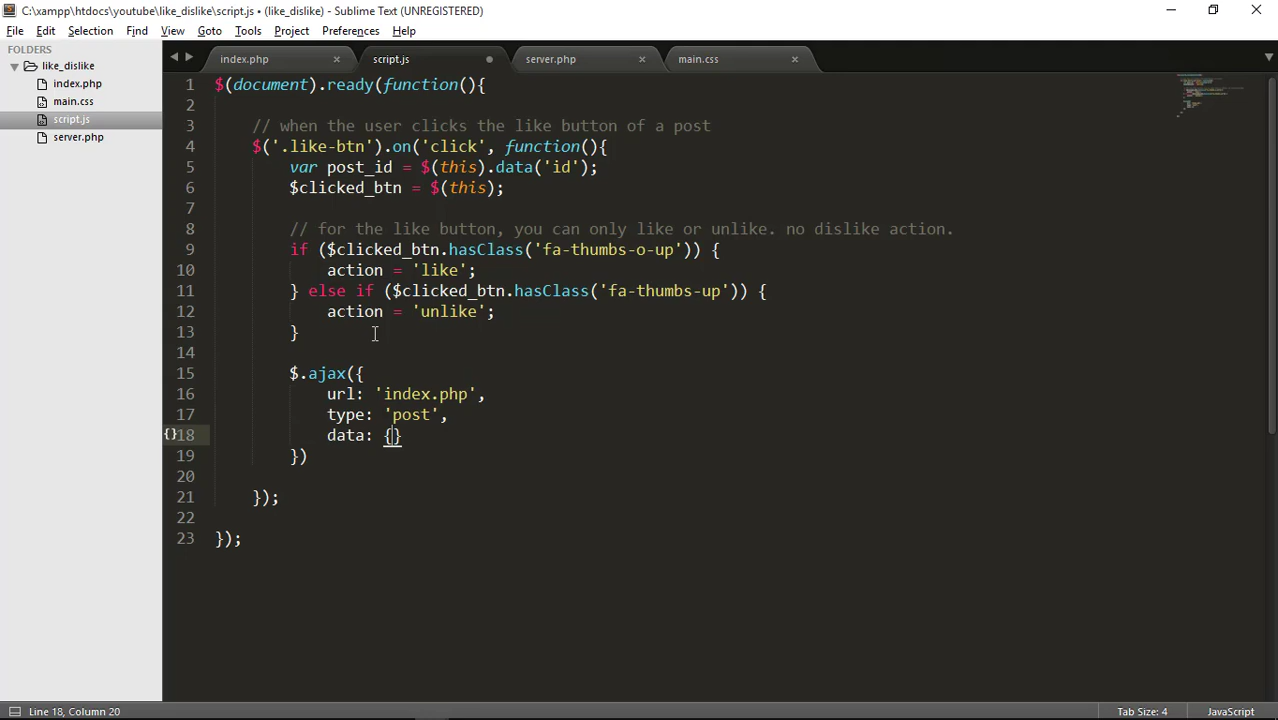 C:\xampp\htdocs\youtube\like_dislike\script.js • (like_dislike) - Sublime Text (UNREGISTERED)
File Edit Selection Find View Goto Tools Project Preferences Help
FOLDERS
like_dislike
index.php
main.css
script.js
server.php
index.php script.js server.php main.css
1 $(document).ready(function(){
2
3 // when the user clicks the like button of a post
4 $('.like-btn').on('click', function(){
5 var post_id = $(this).data('id');
6 $clicked_btn = $(this);
7
8 // for the like button, you can only like or unlike. no dislike action.
9 if ($clicked_btn.hasClass('fa-thumbs-o-up')) {
10 action = 'like';
11 } else if ($clicked_btn.hasClass('fa-thumbs-up')) {
12 action = 'unlike';
13 }
14
15 $.ajax({
16 url: 'index.php',
17 type: 'post',
{} 18 data: {}
19 })
20
21 });
22
23 });
Line 18, Column 20 Tab Size: 4 JavaScript